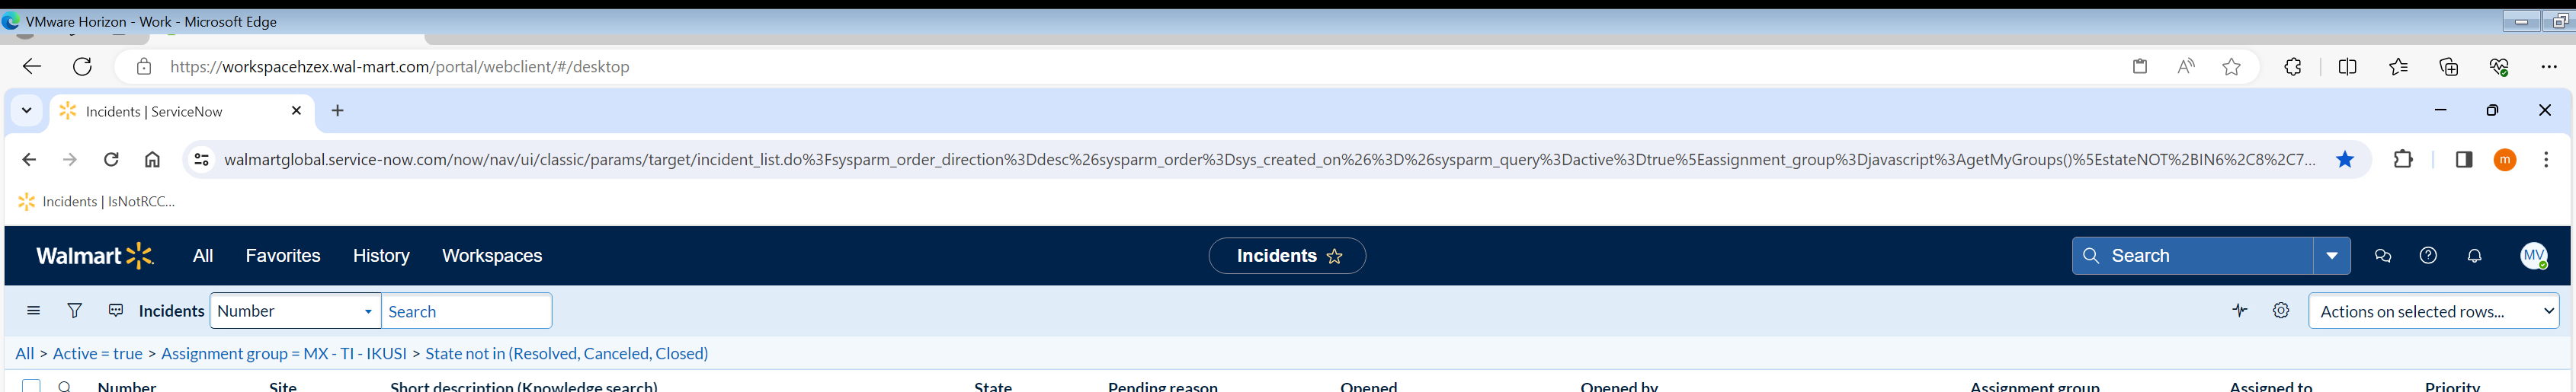 VMware Horizon - Work - Microsoft Edge
https://workspacehzex.wal-mart.com/portal/webclient/#/desktop
Incidents | ServiceNow
walmartglobal.service-now.com/now/nav/ui/classic/params/target/incident_list.do%3Fsysparm_order_direction%3Ddesc%26sysparm_order%3Dsys_created_on%26%3D%26sysparm_query%3Dactive%3Dtrue%5Eassignment_group%3Djavascript%3AgetMyGroups()%5EstateNOT%2BIN6%2C8%2C7...
m
Incidents | IsNotRCC...
Walmart All Favorites History Workspaces Incidents Search MV
Incidents Number Search Actions on selected rows...
All > Active = true > Assignment group = MX - TI - IKUSI > State not in (Resolved, Canceled, Closed)
Number Site Short description (Knowledge search) State Pending reason Opened Opened by Assignment group Assigned to Priority